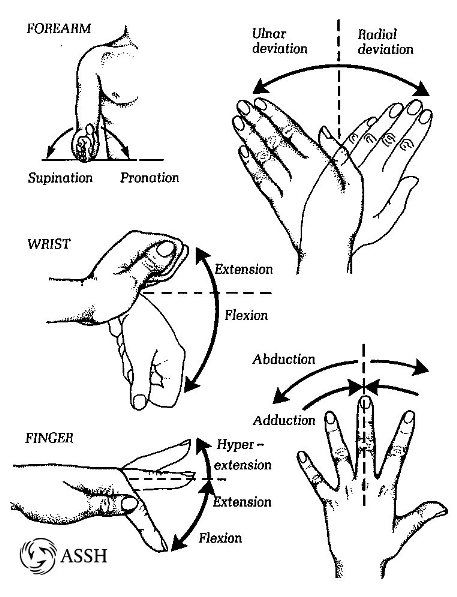 FOREARM
Supination
Pronation
Ulnar
deviation
Radial
deviation
WRIST
Extension
Flexion
FINGER
Hyper-
extension
Extension
Flexion
Abduction
Adduction
ASSH